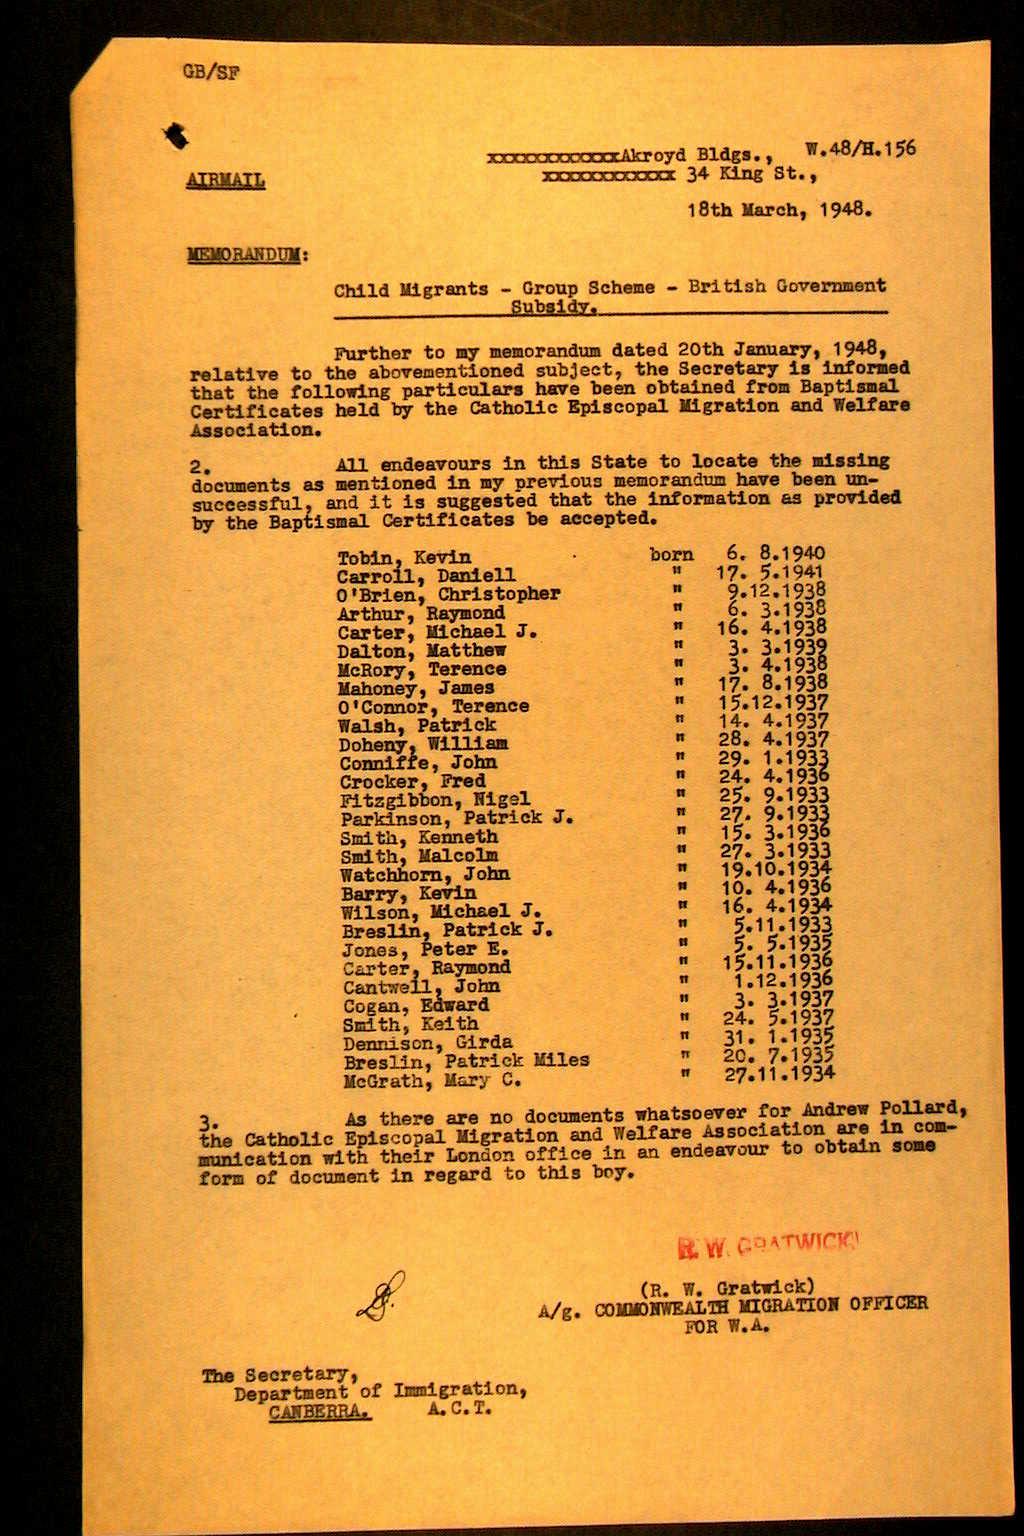 GB/SF
xxxxxxxxxxxxAkroyd Bldgs., W.48/H.156
AIRMAIL xxxxxxxxxxxx 34 King St.,
18th March, 1948.
MEMORANDUM:
Child Migrants - Group Scheme - British Government
Subsidy.
Further to my memorandum dated 20th January, 1948,
relative to the abovementioned subject, the Secretary is informed
that the following particulars have been obtained from Baptismal
Certificates held by the Catholic Episcopal Migration and Welfare
Association.
2. All endeavours in this State to locate the missing
documents as mentioned in my previous memorandum have been un-
successful, and it is suggested that the information as provided
by the Baptismal Certificates be accepted.
Tobin, Kevin born 6. 8.1940
Carroll, Daniell " 17. 5.1941
O'Brien, Christopher " 9.12.1938
Arthur, Raymond " 6. 3.1938
Carter, Michael J. " 16. 4.1938
Dalton, Matthew " 3. 3.1939
McRory, Terence " 3. 4.1938
Mahoney, James " 17. 8.1938
O'Connor, Terence " 15.12.1937
Walsh, Patrick " 14. 4.1937
Doheny, William " 28. 4.1937
Conniffe, John " 29. 1.1933
Crocker, Fred " 24. 4.1936
Fitzgibbon, Nigel " 25. 9.1933
Parkinson, Patrick J. " 27. 9.1933
Smith, Kenneth " 15. 3.1936
Smith, Malcolm " 27. 3.1933
Watchhorn, John " 19.10.1934
Barry, Kevin " 10. 4.1936
Wilson, Michael J. " 16. 4.1934
Breslin, Patrick J. " 5.11.1933
Jones, Peter E. " 5. 5.1935
Carter, Raymond " 15.11.1936
Cantwell, John " 1.12.1936
Cogan, Edward " 3. 3.1937
Smith, Keith " 24. 5.1937
Dennison, Girda " 31. 1.1935
Breslin, Patrick Miles " 20. 7.1935
McGrath, Mary C. " 27.11.1934
3. As there are no documents whatsoever for Andrew Pollard,
the Catholic Episcopal Migration and Welfare Association are in com-
munication with their London office in an endeavour to obtain some
form of document in regard to this boy.
R. W. GRATWICK
(R. W. Gratwick)
A/g. COMMONWEALTH MIGRATION OFFICER
FOR W.A.
The Secretary,
Department of Immigration,
CANBERRA. A.C.T.